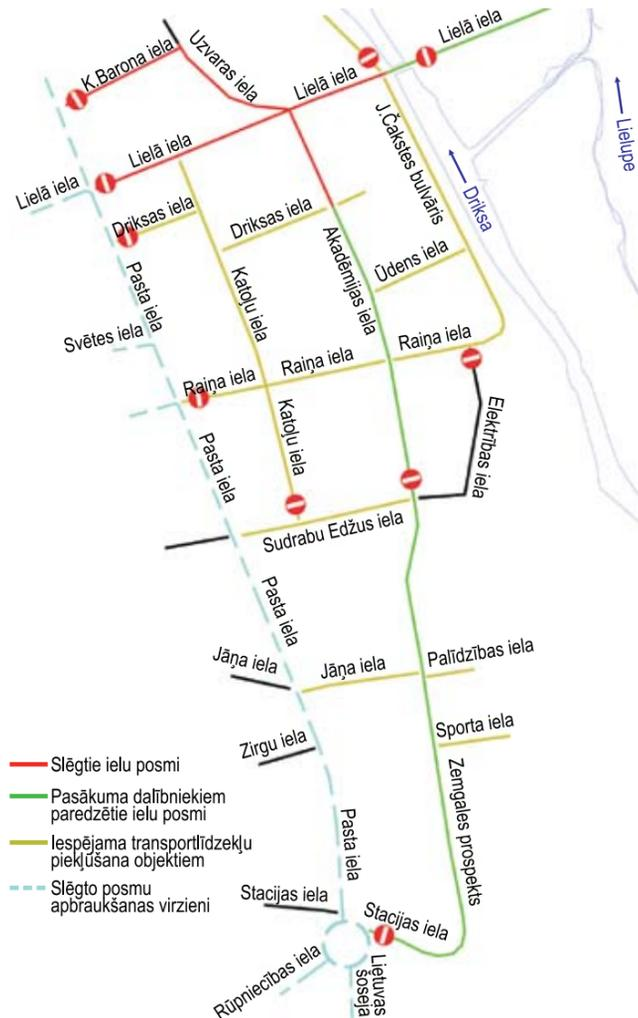 Lielā iela
K.Barona iela
Uzvaras iela
Lielā iela
Lielupe
J.Čakstes bulvāris
Driksa
Lielā iela
Lielā iela
Driksas iela
Driksas iela
Akadēmijas iela
Ūdens iela
Pasta iela
Katoļu iela
Svētes iela
Raiņa iela
Raiņa iela
Raiņa iela
Katoļu iela
Elektrības iela
Pasta iela
Sudrabu Edžus iela
Pasta iela
Jāņa iela
Jāņa iela
Palīdzības iela
Zirgu iela
Sporta iela
Zemgales prospekts
Slēgtie ielu posmi
Pasākuma dalībniekiem
paredzētie ielu posmi
Iespējama transportlīdzekļu
piekļūšana objektiem
Slēgto posmu
apbraukšanas virzieni
Pasta iela
Stacijas iela
Stacijas iela
Rūpniecības iela
Lietuvas
šoseja